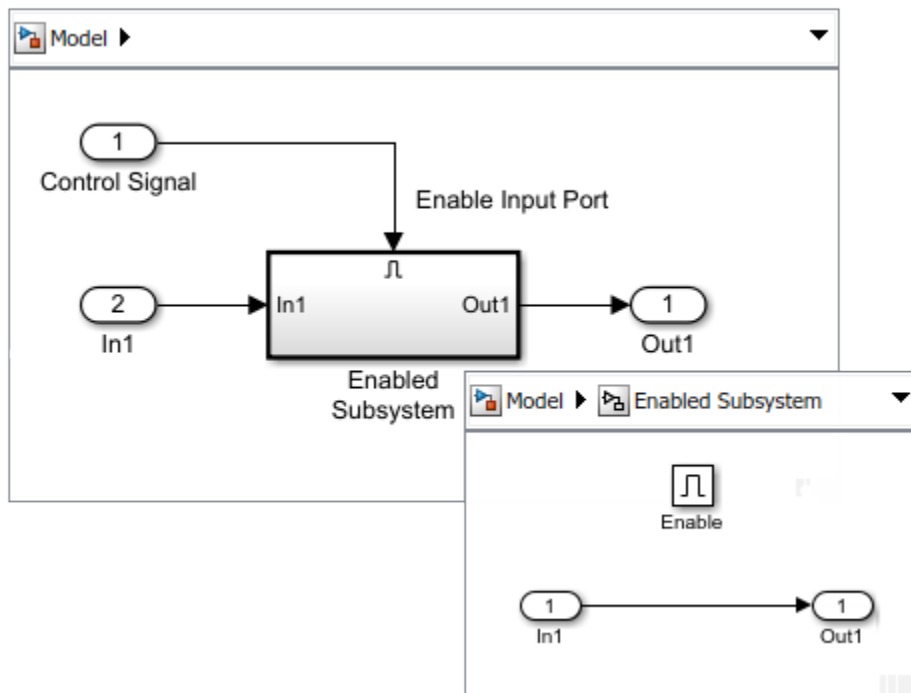 Model
1
Control Signal
Enable Input Port
2
In1
In1
Out1
1
Out1
Enabled
Subsystem
Model Enabled Subsystem
Enable
1
In1
1
Out1